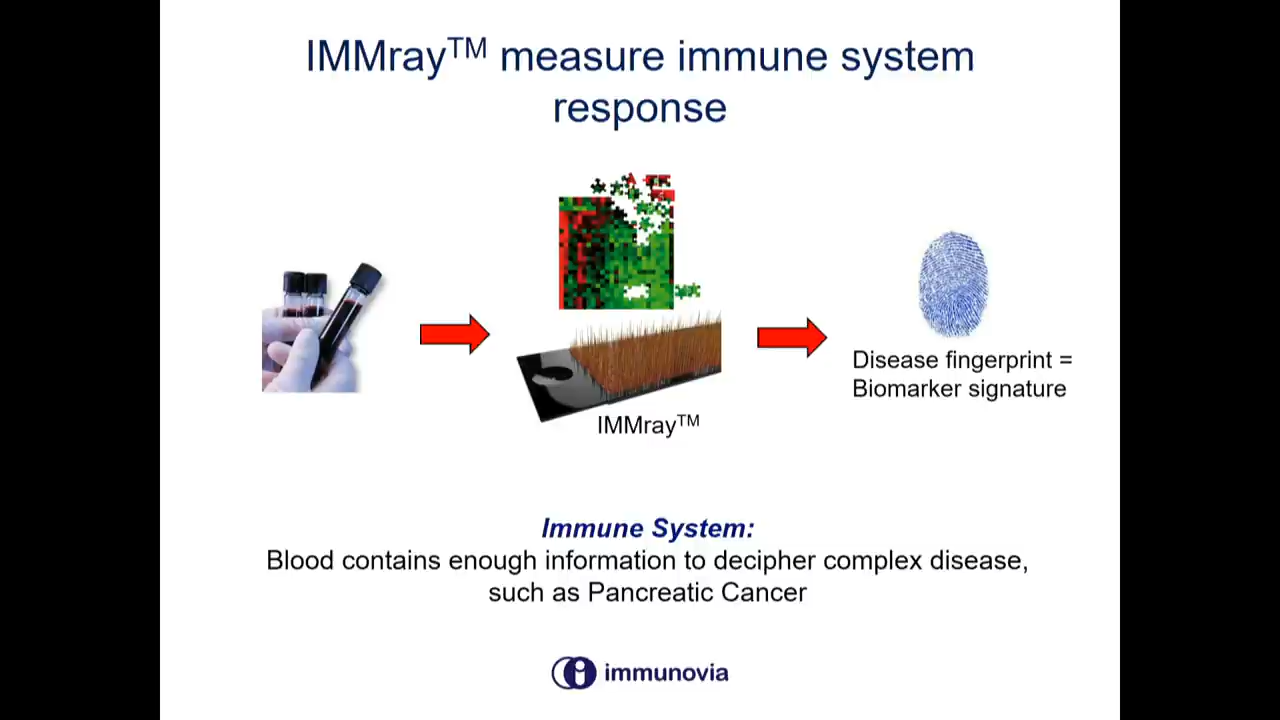 IMMray™ measure immune system
response
Disease fingerprint =
Biomarker signature
IMMray™
Immune System:
Blood contains enough information to decipher complex disease,
such as Pancreatic Cancer
immunovia